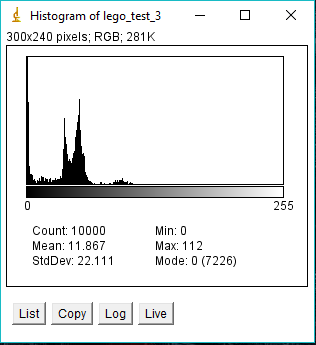 Histogram of lego_test_3
300x240 pixels; RGB; 281K
0 255
Count: 10000 Min: 0
Mean: 11.867 Max: 112
StdDev: 22.111 Mode: 0 (7226)
List Copy Log Live